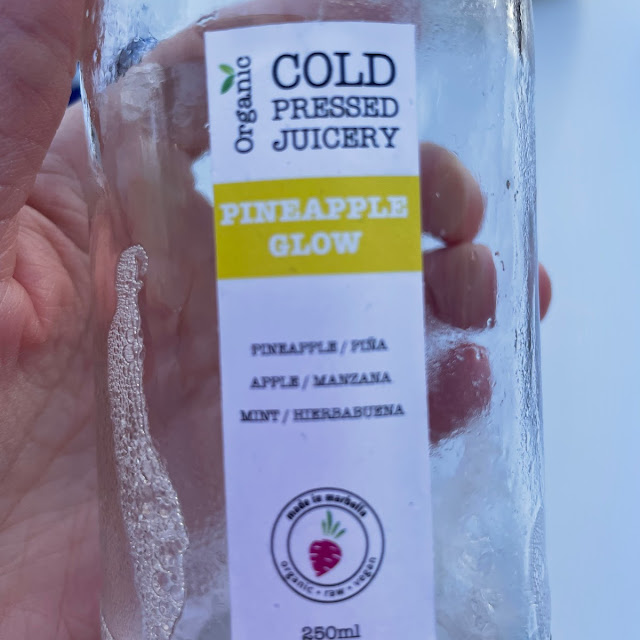 Organic
COLD
PRESSED
JUICERY
PINEAPPLE
GLOW
PINEAPPLE / PIÑA
APPLE / MANZANA
MINT / HIERBABUENA
made in marbella
organic • raw • vegan
250ml